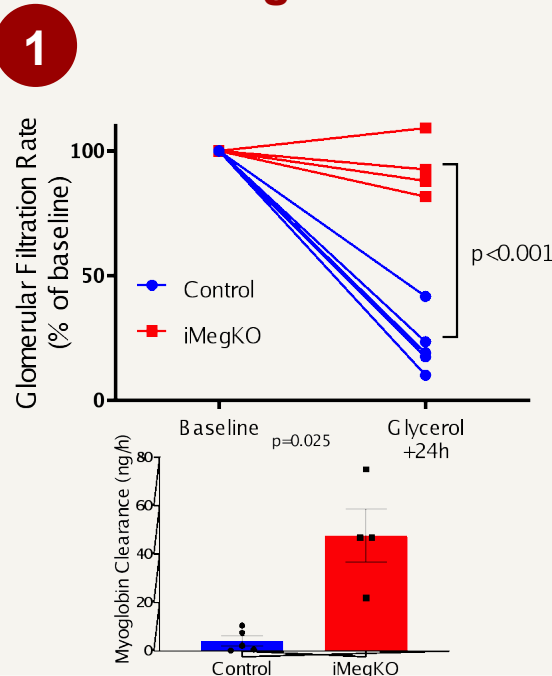 1
Glomerular Filtration Rate
(% of baseline)
100
50
0
Control
iMegKO
p<0.001
Baseline
Glycerol
+24h
p=0.025
Myoglobin Clearance (ng/h)
80
60
40
20
0
Control
iMegKO